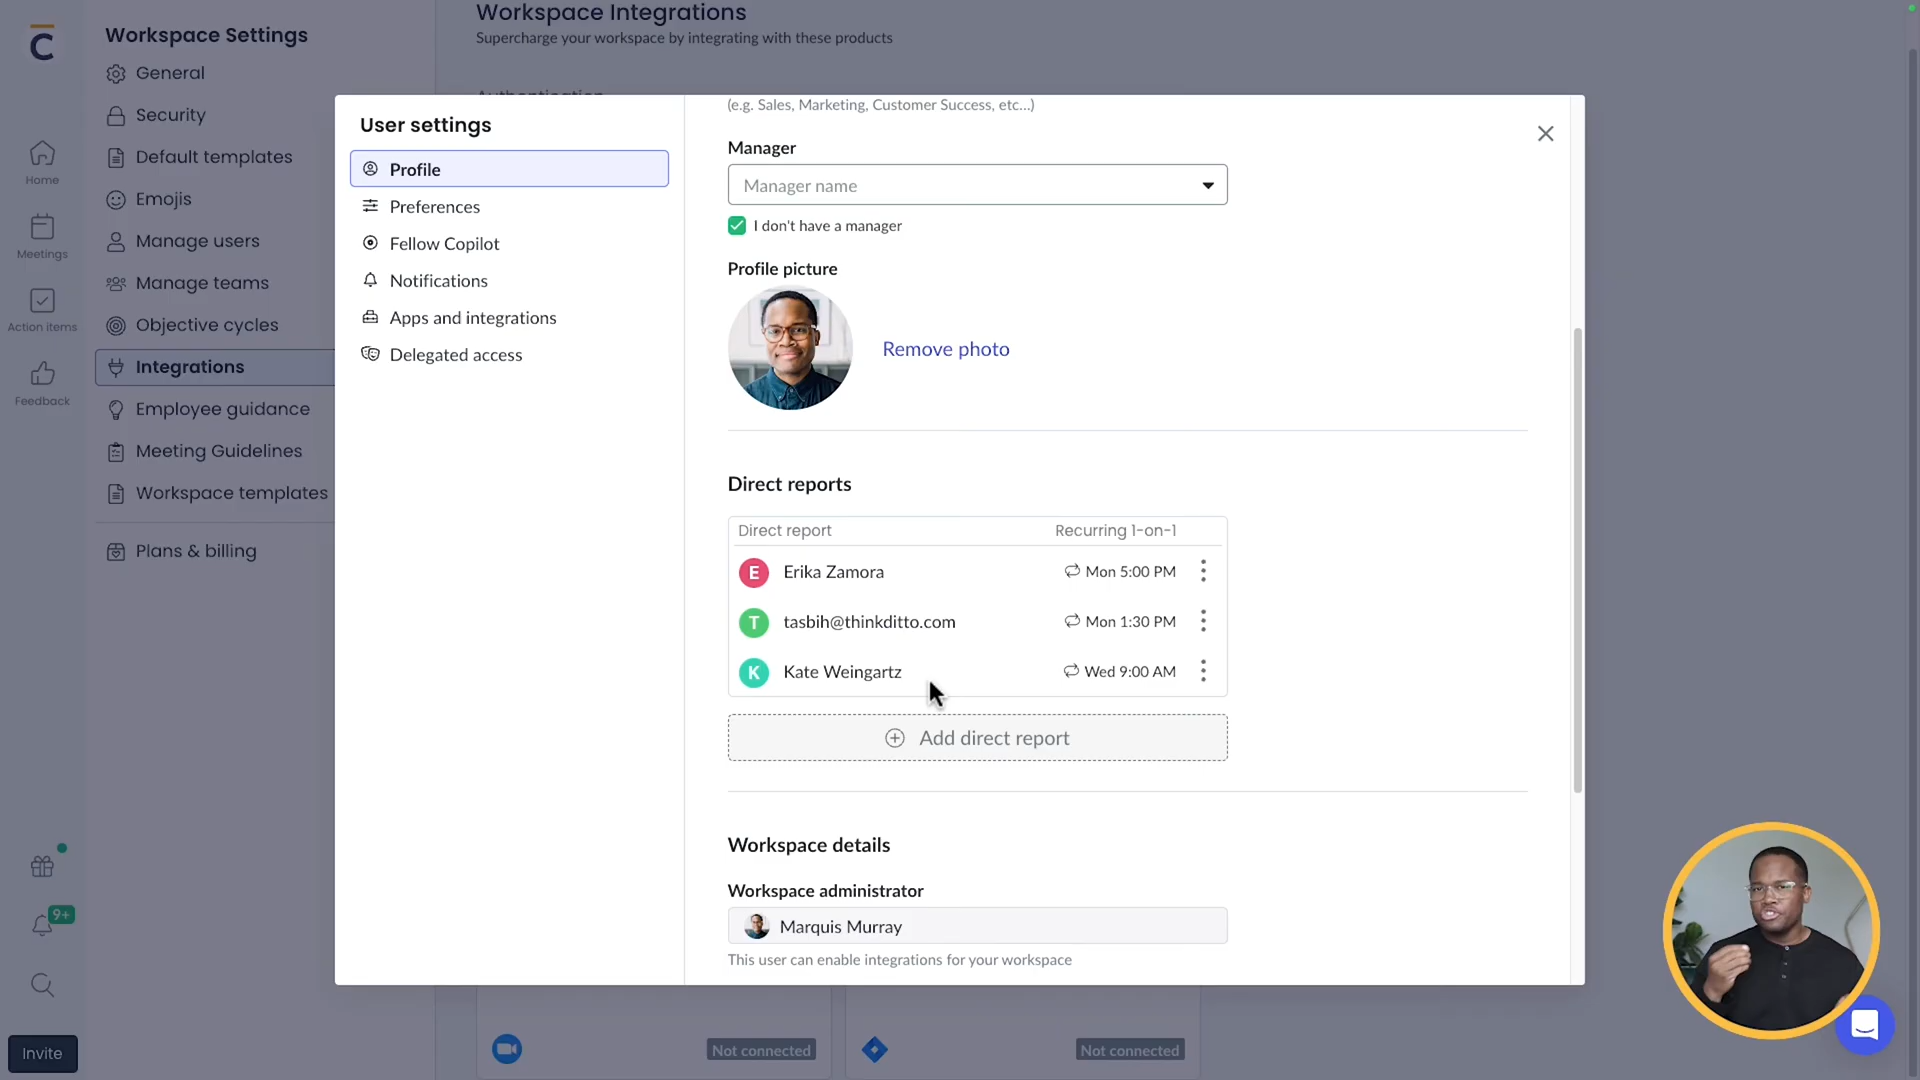 Workspace Integrations
Supercharge your workspace by integrating with these products
C
Workspace Settings
General
Security
Default templates
Emojis
Manage users
Manage teams
Objective cycles
Integrations
Employee guidance
Meeting Guidelines
Workspace templates
Plans & billing
Home
Meetings
Action items
Feedback
9+
Invite
User settings
Profile
Preferences
Fellow Copilot
Notifications
Apps and integrations
Delegated access
(e.g. Sales, Marketing, Customer Success, etc...)
Manager
Manager name
I don't have a manager
Profile picture
Remove photo
Direct reports
Direct report Recurring 1-on-1
E Erika Zamora Mon 5:00 PM
T tasbih@thinkditto.com Mon 1:30 PM
K Kate Weingartz Wed 9:00 AM
Add direct report
Workspace details
Workspace administrator
Marquis Murray
This user can enable integrations for your workspace
Not connected
Not connected